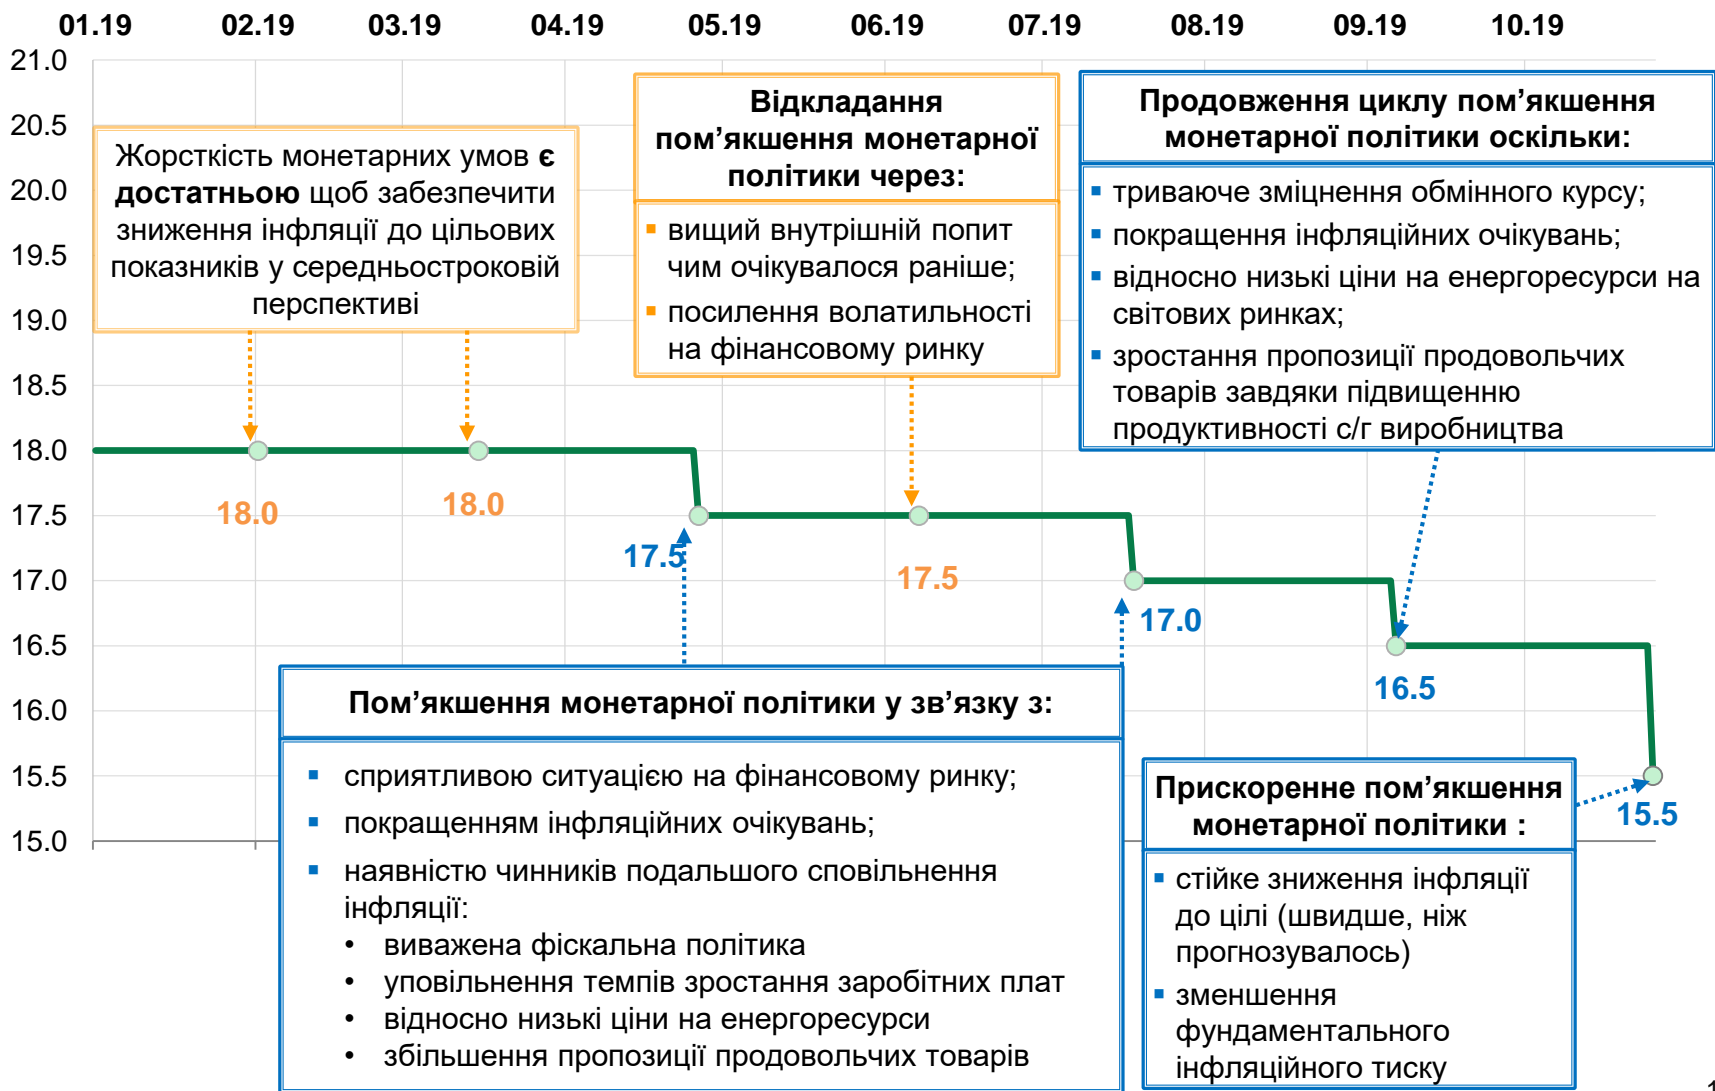 01.19 02.19 03.19 04.19 05.19 06.19 07.19 08.19 09.19 10.19
21.0
20.5
20.0
19.5
19.0
18.5
18.0
17.5
17.0
16.5
16.0
15.5
15.0
Жорсткість монетарних умов є
достатньою щоб забезпечити
зниження інфляції до цільових
показників у середньостроковій
перспективі
Відкладання
пом’якшення монетарної
політики через:
▪ вищий внутрішній попит
чим очікувалося раніше;
▪ посилення волатильності
на фінансовому ринку
Продовження циклу пом’якшення
монетарної політики оскільки:
▪ триваюче зміцнення обмінного курсу;
▪ покращення інфляційних очікувань;
▪ відносно низькі ціни на енергоресурси на
світових ринках;
▪ зростання пропозиції продовольчих
товарів завдяки підвищенню
продуктивності с/г виробництва
18.0
18.0
17.5
17.5
17.0
16.5
15.5
Пом’якшення монетарної політики у зв’язку з:
▪ сприятливою ситуацією на фінансовому ринку;
▪ покращенням інфляційних очікувань;
▪ наявністю чинників подальшого сповільнення
інфляції:
• виважена фіскальна політика
• уповільнення темпів зростання заробітних плат
• відносно низькі ціни на енергоресурси
• збільшення пропозиції продовольчих товарів
Прискоренне пом’якшення
монетарної політики :
▪ стійке зниження інфляції
до цілі (швидше, ніж
прогнозувалось)
▪ зменшення
фундаментального
інфляційного тиску